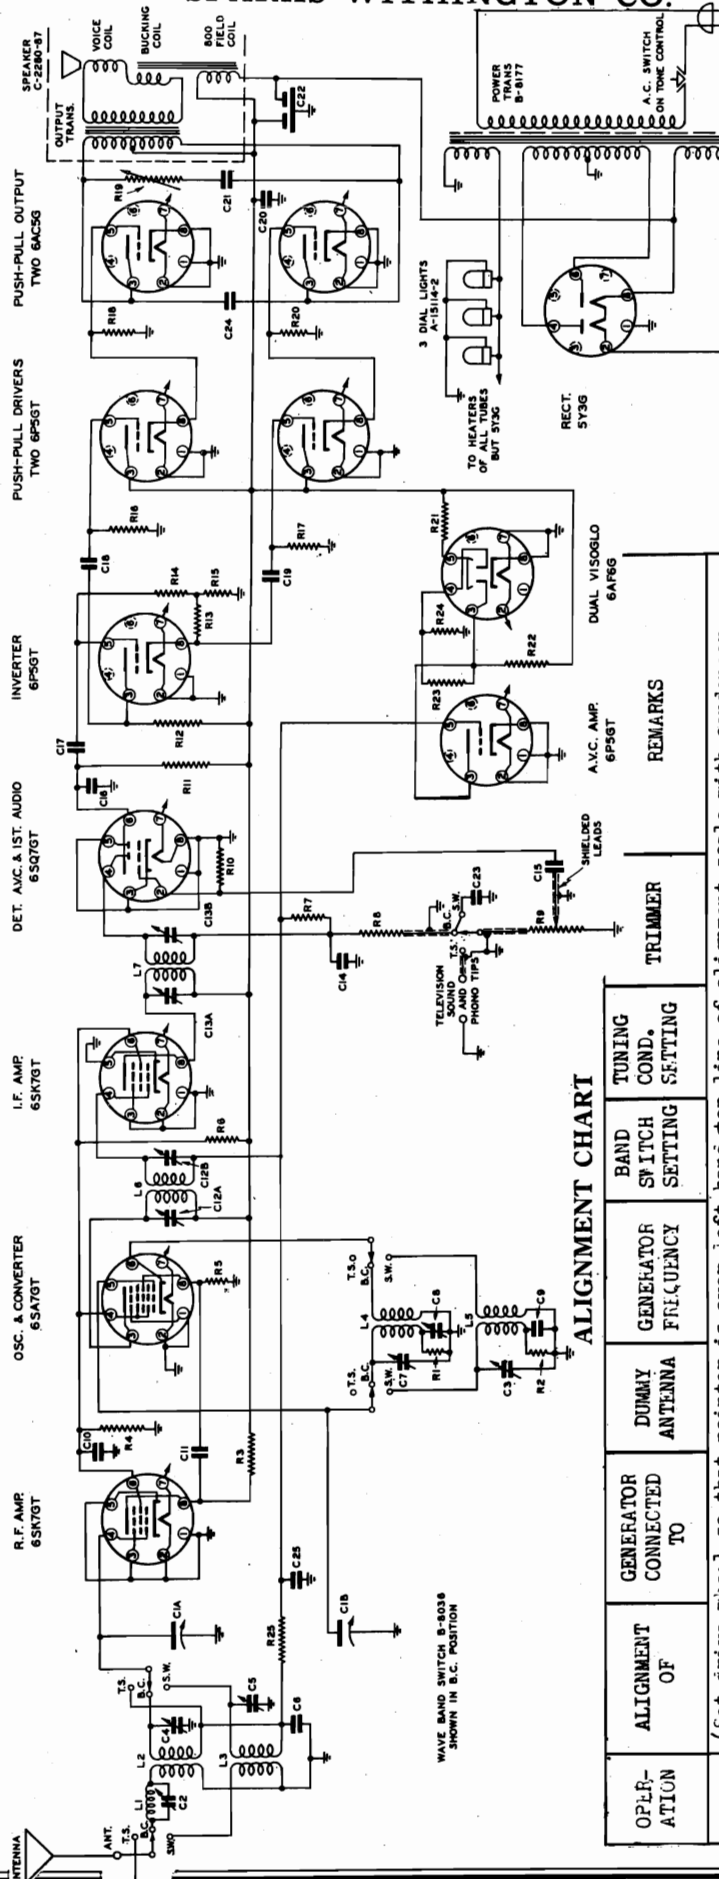 SPARKS-WITHINGTON CO.
R.F. AMP.
6SK7GT
OSC. & CONVERTER
6SA7GT
I.F. AMP.
6SK7GT
DET. AVC. & IST. AUDIO
6SQ7GT
INVERTER
6P5GT
PUSH-PULL DRIVERS
TWO 6P5GT
PUSH-PULL OUTPUT
TWO 6AC5G
SPEAKER
C-2280-87
VOICE
COIL
BUCKING
COIL
800
FIELD
COIL
OUTPUT
TRANS.
C22
R19
C21
C20
C24
R18
R20
R16
R17
C18
C19
R14
R15
R13
R12
C17
C16
R11
R10
C13B
L7
C13A
R6
C12B
L6
C12A
R5
C10
R4
C11
R3
C25
R25
C1A
C1B
ANT.
T.S.
B.C.
S.W.
L1
C2
L2
C4
L3
C5
C6
T.S.
B.C.
S.W.
WAVE BAND SWITCH B-8036
SHOWN IN B.C. POSITION
T.S.
B.C.
S.W.
T.S.
B.C.
S.W.
L4
C7
C8
R1
L5
C3
C9
R2
R7
C14
R8
B.C.
S.W.
T.S.
C23
TELEVISION
SOUND
AND
PHONO TIPS
R9
C15
SHIELDED
LEADS
A.V.C. AMP.
6P5GT
DUAL VISOGLO
6AF6G
R21
R24
R23
R22
3 DIAL LIGHTS
A-15114-2
TO HEATERS
OF ALL TUBES
BUT 5Y3G
RECT.
5Y3G
POWER
TRANS
B-8177
A.C. SWITCH
ON TONE CONTROL
ALIGNMENT CHART
OPER-
ATION
ALIGNMENT
OF
GENERATOR
CONNECTED
TO
DUMMY
ANTENNA
GENERATOR
FREQUENCY
BAND
SWITCH
SETTING
TUNING
COND.
SETTING
TRIMMER
REMARKS